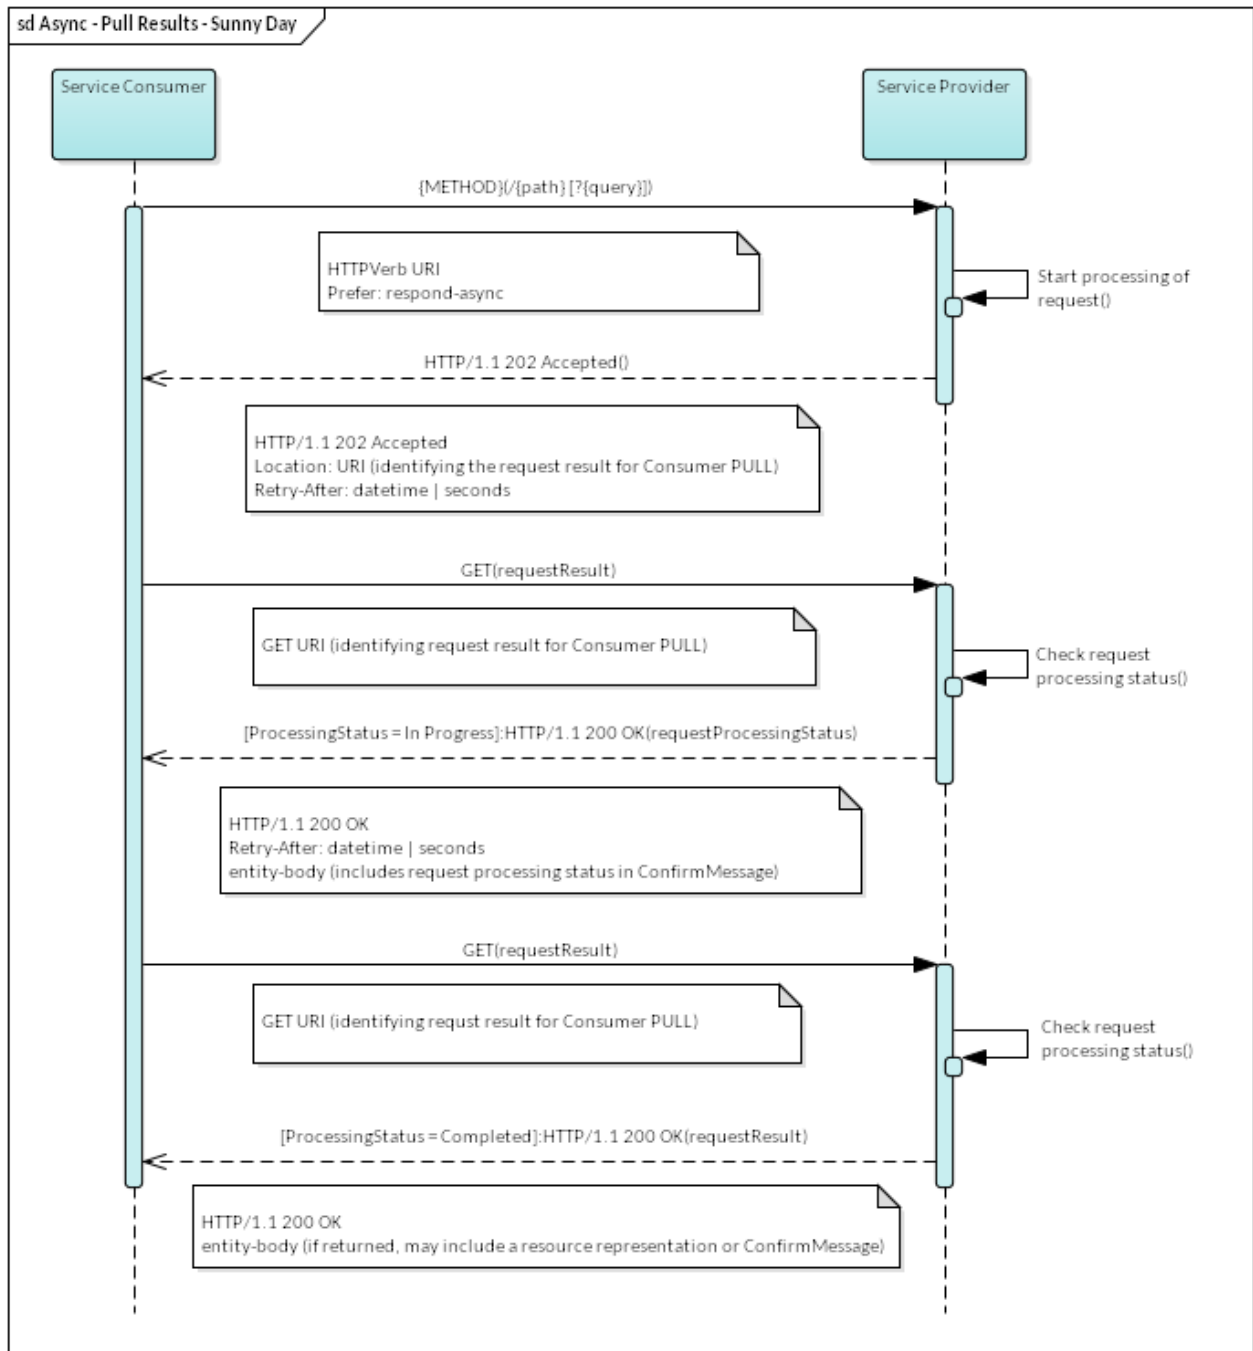 sd Async - Pull Results - Sunny Day
Service Consumer
Service Provider
{METHOD}(/{path} [?{query}])
HTTPVerb URI
Prefer: respond-async
Start processing of
request()
HTTP/1.1 202 Accepted()
HTTP/1.1 202 Accepted
Location: URI (identifying the request result for Consumer PULL)
Retry-After: datetime | seconds
GET(requestResult)
GET URI (identifying request result for Consumer PULL)
Check request
processing status()
[ProcessingStatus = In Progress]:HTTP/1.1 200 OK(requestProcessingStatus)
HTTP/1.1 200 OK
Retry-After: datetime | seconds
entity-body (includes request processing status in ConfirmMessage)
GET(requestResult)
GET URI (identifying requst result for Consumer PULL)
Check request
processing status()
[ProcessingStatus = Completed]:HTTP/1.1 200 OK(requestResult)
HTTP/1.1 200 OK
entity-body (if returned, may include a resource representation or ConfirmMessage)